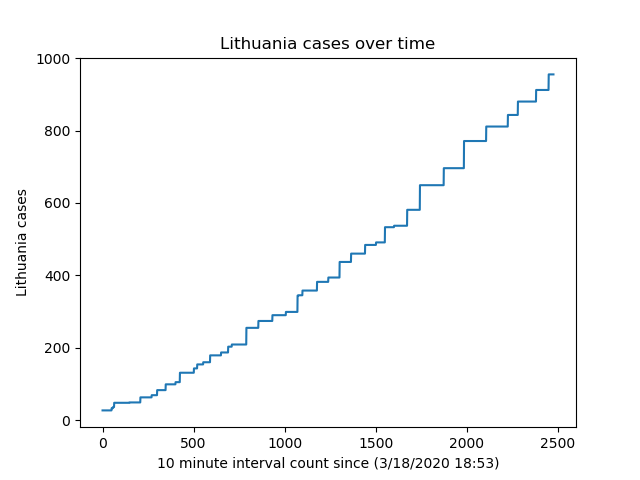 Lithuania cases over time
1000
800
600
400
200
0
Lithuania cases
0 500 1000 1500 2000 2500
10 minute interval count since (3/18/2020 18:53)